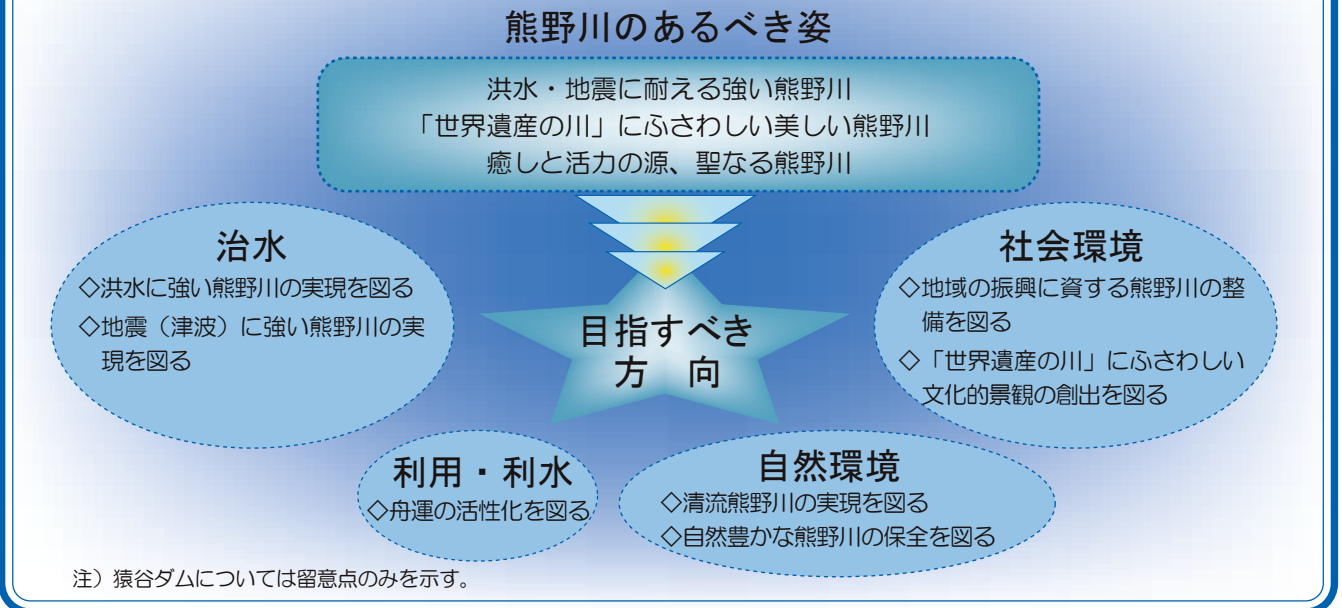 熊野川のあるべき姿
洪水・地震に耐える強い熊野川
「世界遺産の川」にふさわしい美しい熊野川
癒しと活力の源、聖なる熊野川
治水
◇洪水に強い熊野川の実現を図る
◇地震（津波）に強い熊野川の実
現を図る
社会環境
◇地域の振興に資する熊野川の整
備を図る
◇「世界遺産の川」にふさわしい
文化的景観の創出を図る
目指すべき
方　向
利用・利水
◇舟運の活性化を図る
自然環境
◇清流熊野川の実現を図る
◇自然豊かな熊野川の保全を図る
注）猿谷ダムについては留意点のみを示す。